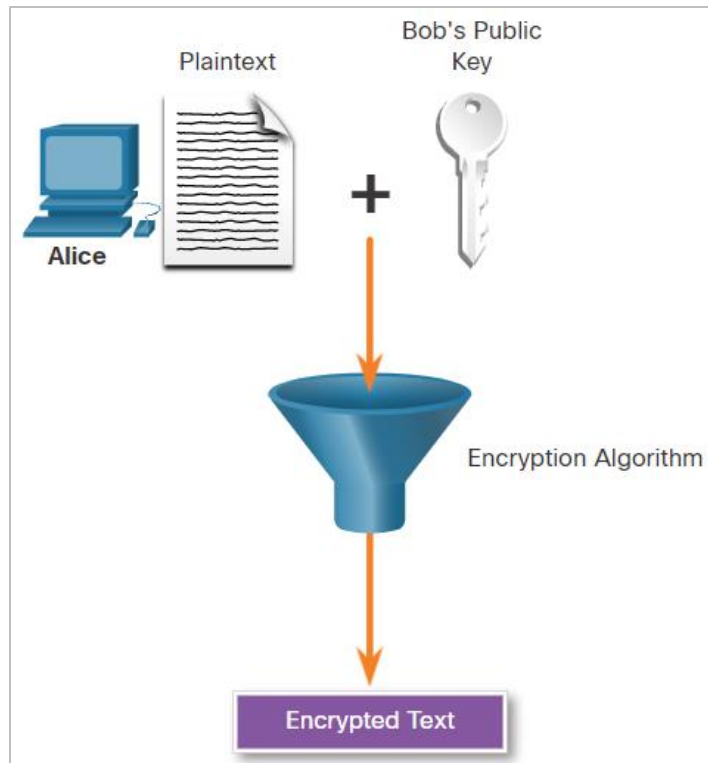 Plaintext
Bob's Public
Key
Alice
Encryption Algorithm
Encrypted Text